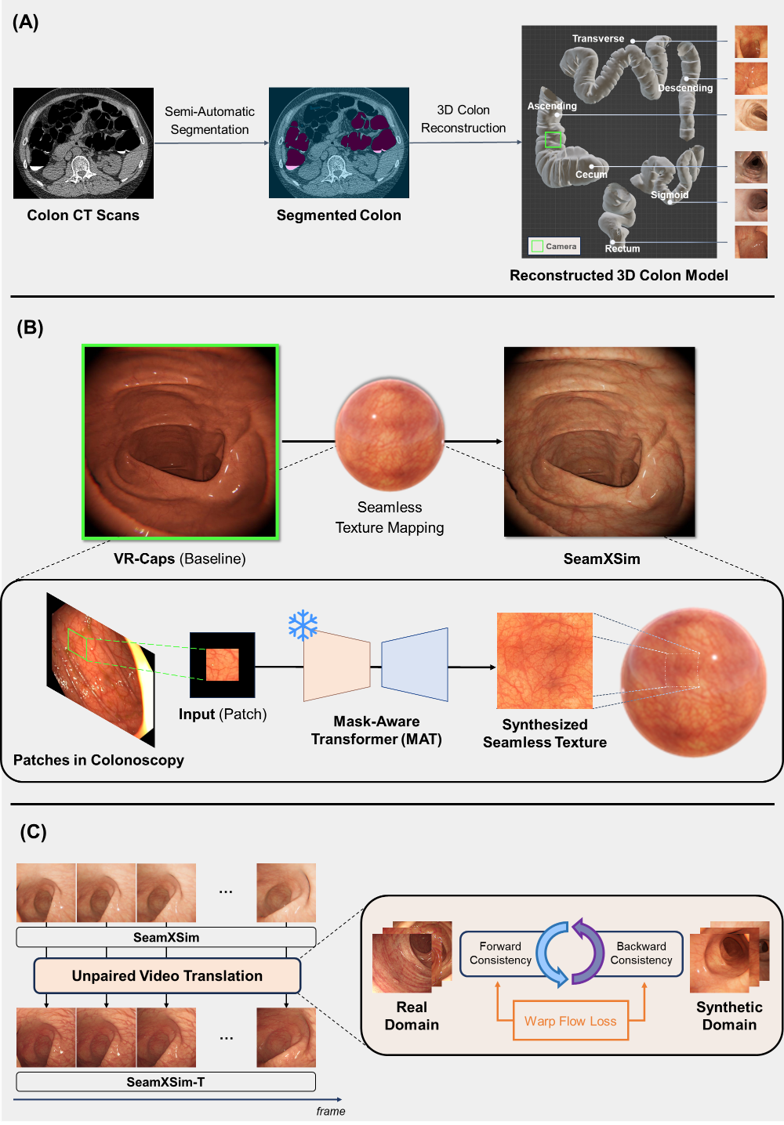 (A)
Colon CT Scans
Semi-Automatic
Segmentation
Segmented Colon
3D Colon
Reconstruction
Transverse
Descending
Ascending
Cecum
Sigmoid
Rectum
Camera
Reconstructed 3D Colon Model
(B)
VR-Caps (Baseline)
Seamless
Texture Mapping
SeamXSim
Patches in Colonoscopy
Input (Patch)
Mask-Aware
Transformer (MAT)
Synthesized
Seamless Texture
(C)
...
SeamXSim
Unpaired Video Translation
...
SeamXSim-T
frame
Real
Domain
Forward
Consistency
Backward
Consistency
Warp Flow Loss
Synthetic
Domain